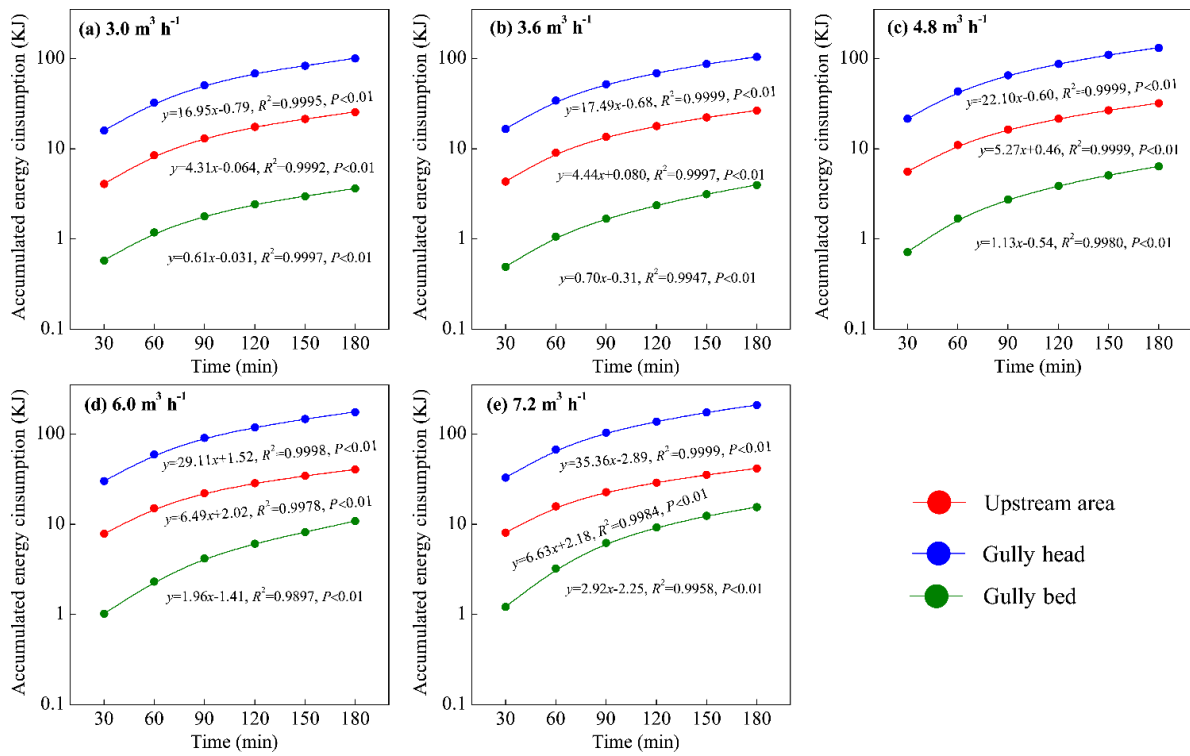 (a) 3.0 m³ h⁻¹
Accumulated energy cinsumption (KJ)
100
10
1
0.1
y=16.95x-0.79, R²=0.9995, P<0.01
y=4.31x-0.064, R²=0.9992, P<0.01
y=0.61x-0.031, R²=0.9997, P<0.01
30 60 90 120 150 180
Time (min)
(b) 3.6 m³ h⁻¹
Accumulated energy cinsumption (KJ)
100
10
1
0.1
y=17.49x-0.68, R²=0.9999, P<0.01
y=4.44x+0.080, R²=0.9997, P<0.01
y=0.70x-0.31, R²=0.9947, P<0.01
30 60 90 120 150 180
Time (min)
(c) 4.8 m³ h⁻¹
Accumulated energy cinsumption (KJ)
100
10
1
0.1
y=22.10x-0.60, R²=0.9999, P<0.01
y=5.27x+0.46, R²=0.9999, P<0.01
y=1.13x-0.54, R²=0.9980, P<0.01
30 60 90 120 150 180
Time (min)
(d) 6.0 m³ h⁻¹
Accumulated energy cinsumption (KJ)
100
10
1
0.1
y=29.11x+1.52, R²=0.9998, P<0.01
y=6.49x+2.02, R²=0.9978, P<0.01
y=1.96x-1.41, R²=0.9897, P<0.01
30 60 90 120 150 180
Time (min)
(e) 7.2 m³ h⁻¹
Accumulated energy cinsumption (KJ)
100
10
1
0.1
y=35.36x-2.89, R²=0.9999, P<0.01
y=6.63x+2.18, R²=0.9984, P<0.01
y=2.92x-2.25, R²=0.9958, P<0.01
30 60 90 120 150 180
Time (min)
Upstream area
Gully head
Gully bed